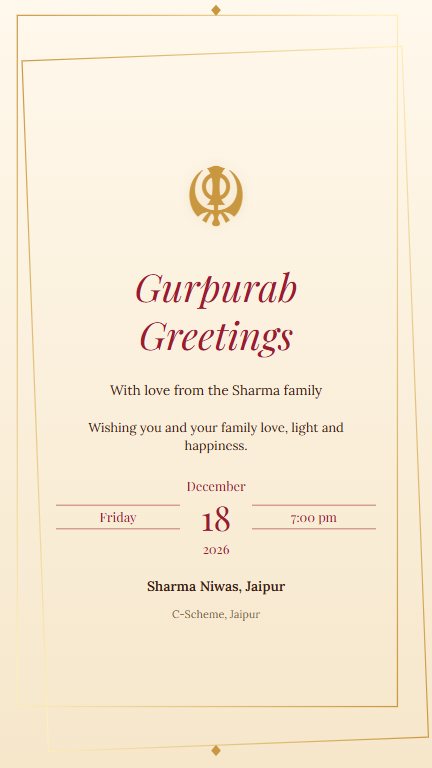 Gurpurab
Greetings
With love from the Sharma family
Wishing you and your family love, light and
happiness.
December
Friday
18
7:00 pm
2026
Sharma Niwas, Jaipur
C-Scheme, Jaipur